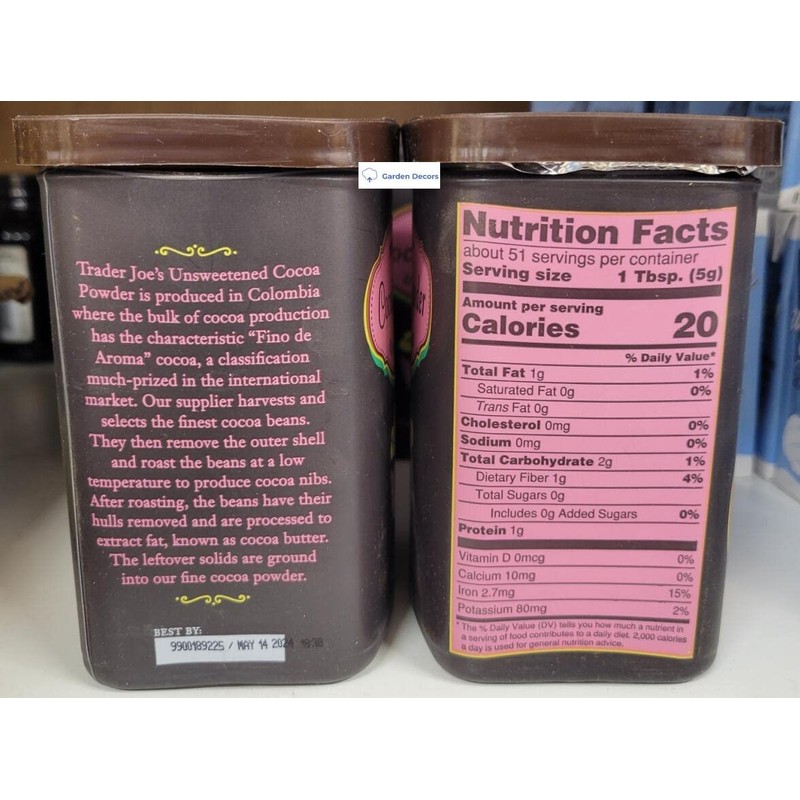 Garden Decors
Trader Joe's Unsweetened Cocoa
Powder is produced in Colombia
where the bulk of cocoa production
has the characteristic "Fino de
Aroma" cocoa, a classification
much-prized in the international
market. Our supplier harvests and
selects the finest cocoa beans.
They then remove the outer shell
and roast the beans at a low
temperature to produce cocoa nibs.
After roasting, the beans have their
hulls removed and are processed to
extract fat, known as cocoa butter.
The leftover solids are ground
into our fine cocoa powder.
BEST BY:
9900189225 / MAY 14 2024
Nutrition Facts
about 51 servings per container
Serving size 1 Tbsp. (5g)
Amount per serving
Calories 20
% Daily Value*
Total Fat 1g 1%
Saturated Fat 0g 0%
Trans Fat 0g
Cholesterol 0mg 0%
Sodium 0mg 0%
Total Carbohydrate 2g 1%
Dietary Fiber 1g 4%
Total Sugars 0g
Includes 0g Added Sugars 0%
Protein 1g
Vitamin D 0mcg 0%
Calcium 10mg 0%
Iron 2.7mg 15%
Potassium 80mg 2%
* The % Daily Value (DV) tells you how much a nutrient in
a serving of food contributes to a daily diet. 2,000 calories
a day is used for general nutrition advice.